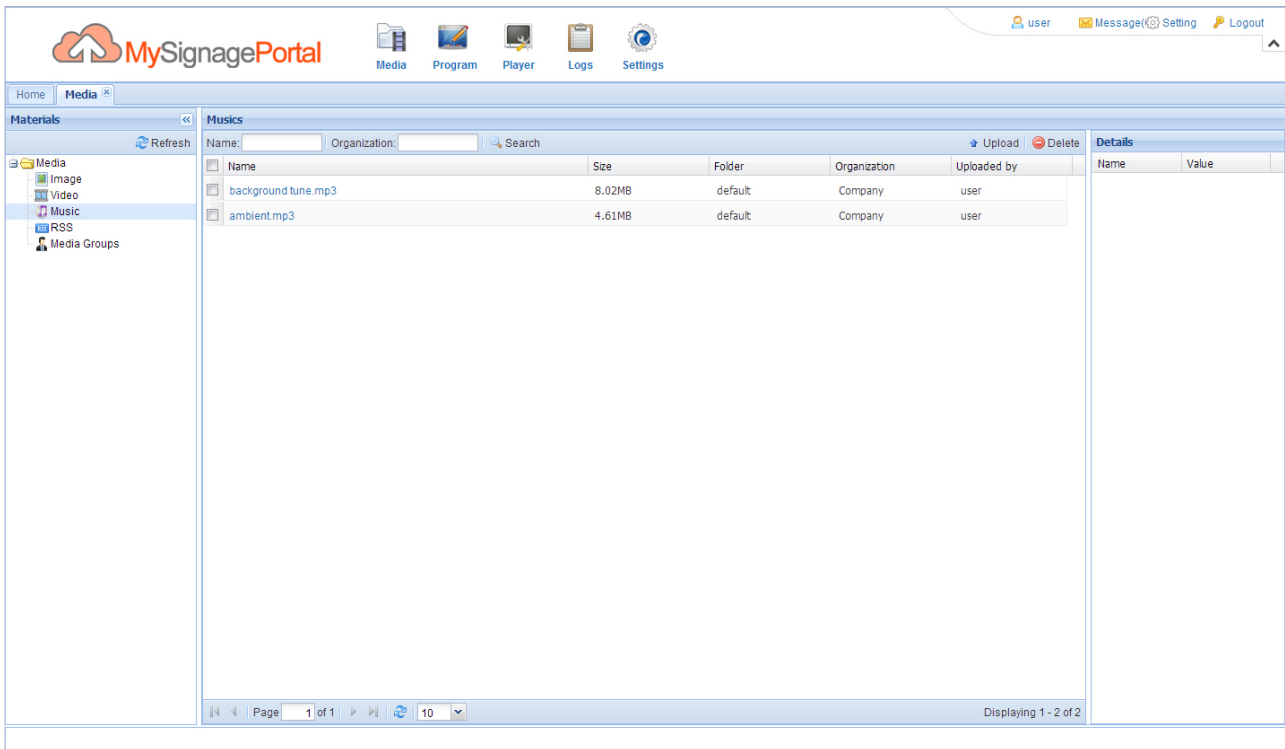 MySignagePortal
Media Program Player Logs Settings
user Message( Setting Logout
Home Media
Materials
Refresh
Media
Image
Video
Music
RSS
Media Groups
Musics
Name: Organization: Search Upload Delete
Name Size Folder Organization Uploaded by
background tune.mp3 8.02MB default Company user
ambient.mp3 4.61MB default Company user
Page 1 of 1 10 Displaying 1 - 2 of 2
Details
Name Value